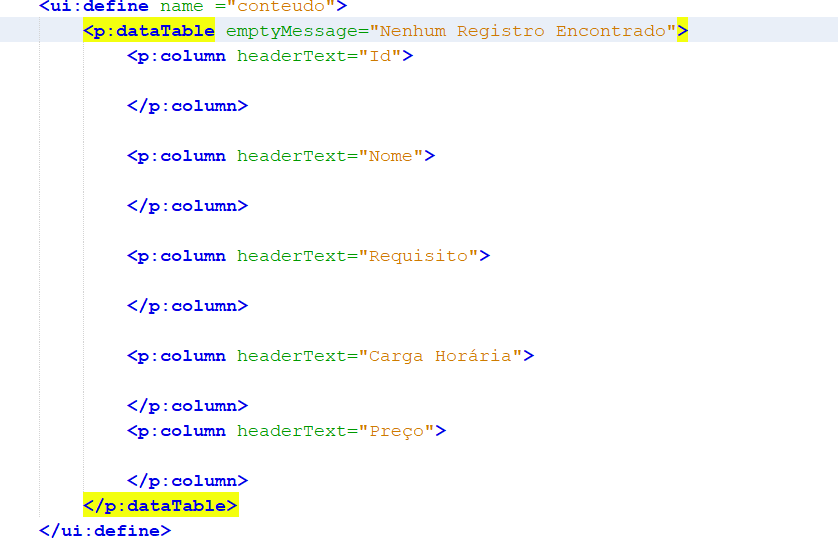 <ui:define name ="conteudo">
<p:dataTable emptyMessage="Nenhum Registro Encontrado">
<p:column headerText="Id">
</p:column>
<p:column headerText="Nome">
</p:column>
<p:column headerText="Requisito">
</p:column>
<p:column headerText="Carga Horária">
</p:column>
<p:column headerText="Preço">
</p:column>
</p:dataTable>
</ui:define>